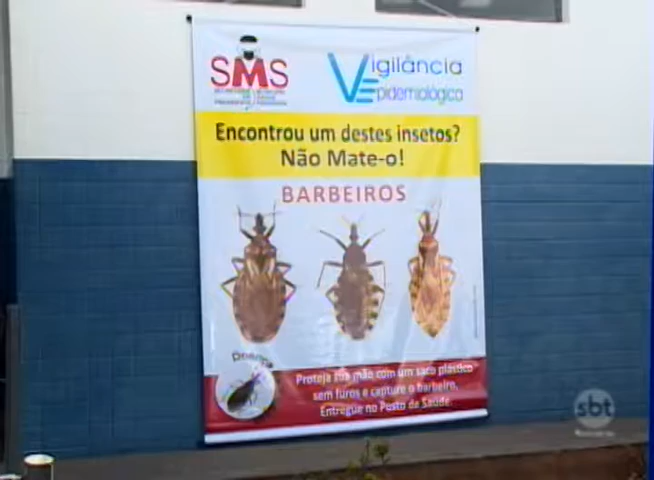 SMS
Vigilância
Epidemiológica
Encontrou um destes insetos?
Não Mate-o!
BARBEIROS
Doença
Proteja sua mão com um saco plástico
sem furos e capture o barbeiro.
Entregue no Posto de Saúde.
sbt